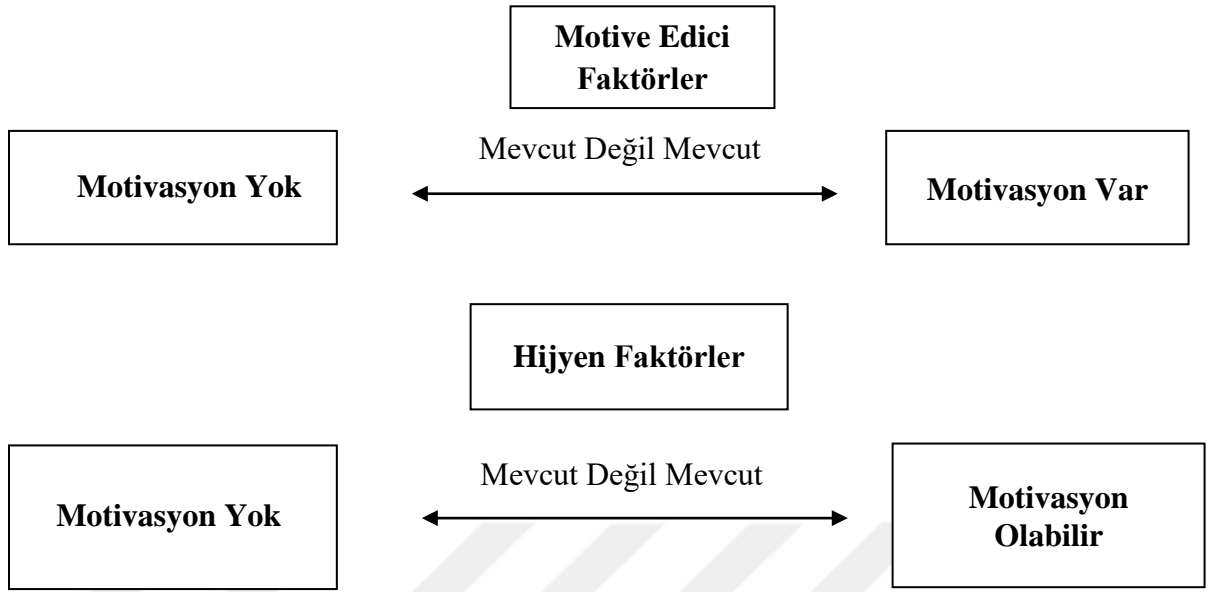 Motive Edici
Faktörler
Mevcut Değil Mevcut
Motivasyon Yok
Motivasyon Var
Hijyen Faktörler
Mevcut Değil Mevcut
Motivasyon Yok
Motivasyon
Olabilir